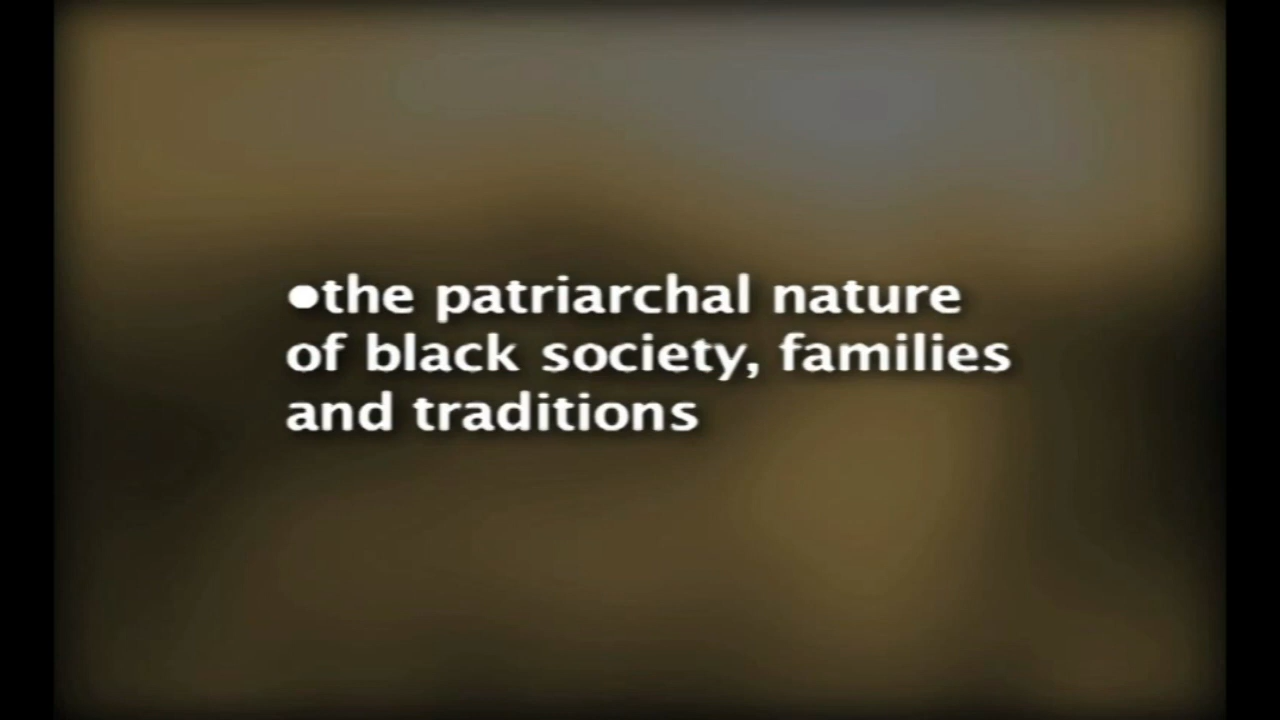 •the patriarchal nature
of black society, families
and traditions